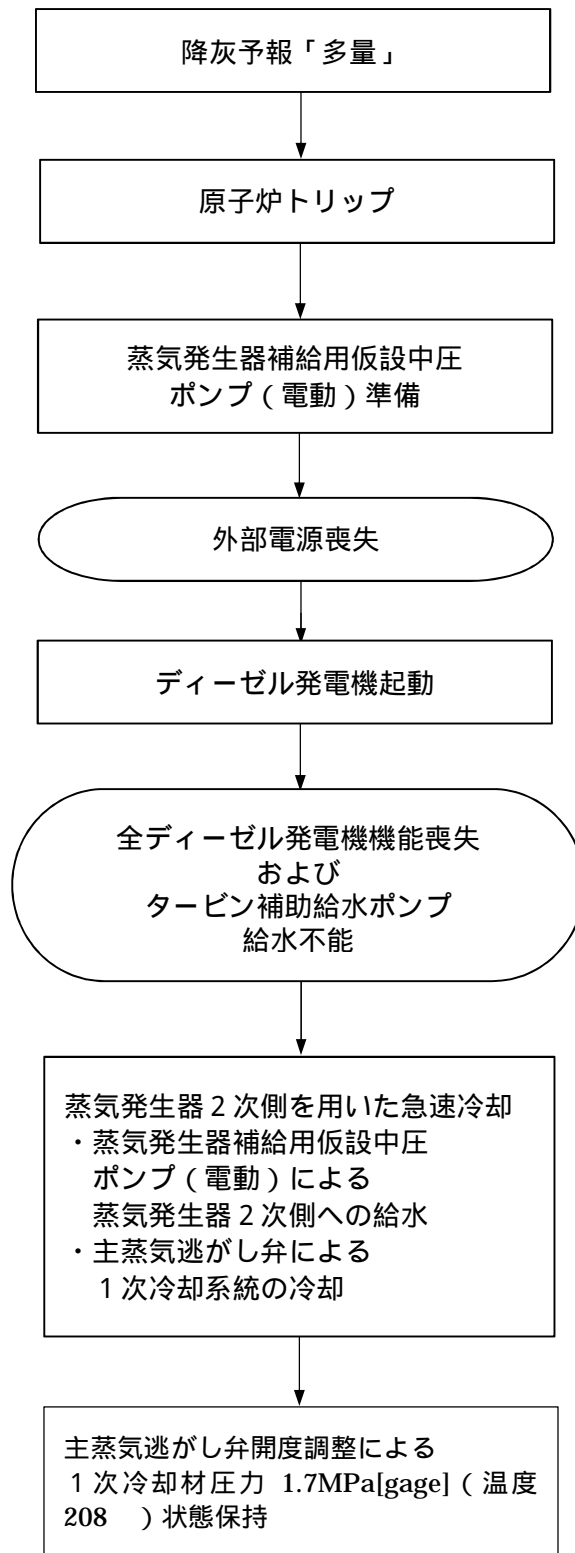 降灰予報「多量」
原子炉トリップ
蒸気発生器補給用仮設中圧
ポンプ（電動）準備
外部電源喪失
ディーゼル発電機起動
全ディーゼル発電機機能喪失
および
タービン補助給水ポンプ
給水不能
蒸気発生器２次側を用いた急速冷却
・蒸気発生器補給用仮設中圧
ポンプ（電動）による
蒸気発生器２次側への給水
・主蒸気逃がし弁による
１次冷却系統の冷却
主蒸気逃がし弁開度調整による
１次冷却材圧力 1.7MPa[gage]（温度
208　）状態保持